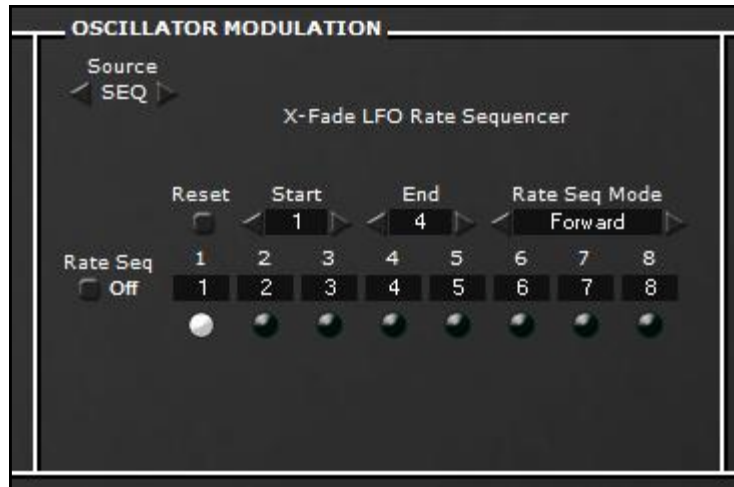 OSCILLATOR MODULATION
Source
SEQ
X-Fade LFO Rate Sequencer
Reset Start End Rate Seq Mode
1 4 Forward
Rate Seq 1 2 3 4 5 6 7 8
Off 1 2 3 4 5 6 7 8